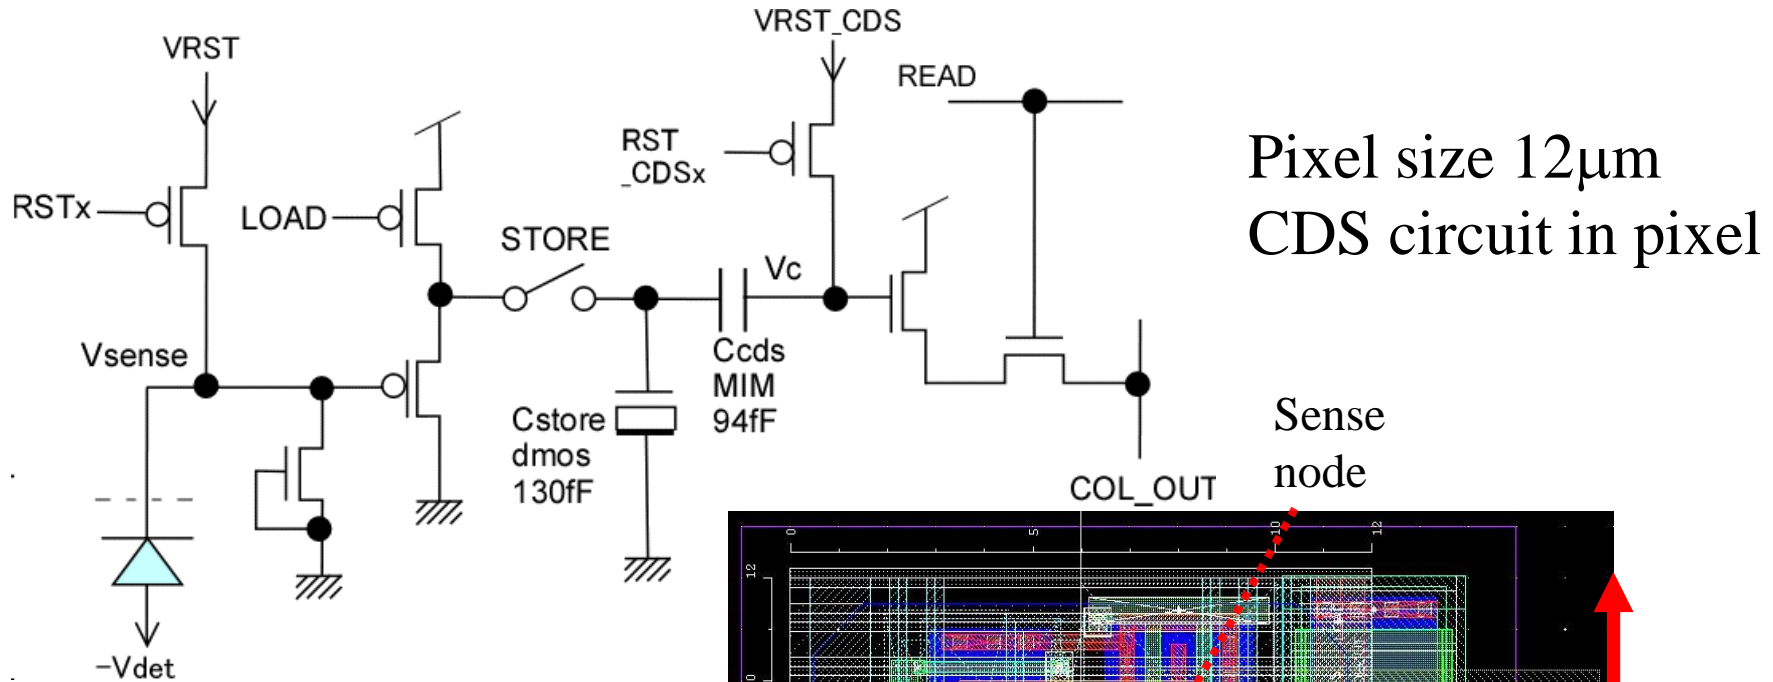 VRST_CDS
VRST
READ
RST
_CDSx
Pixel size 12μm
RSTx
LOAD
CDS circuit in pixel
STORE
Vc
Vsense
Ccds
MIM
94fF
Cstore
dmos
130fF
Sense
node
COL_OUT
-Vdet
0
5
10
12
12